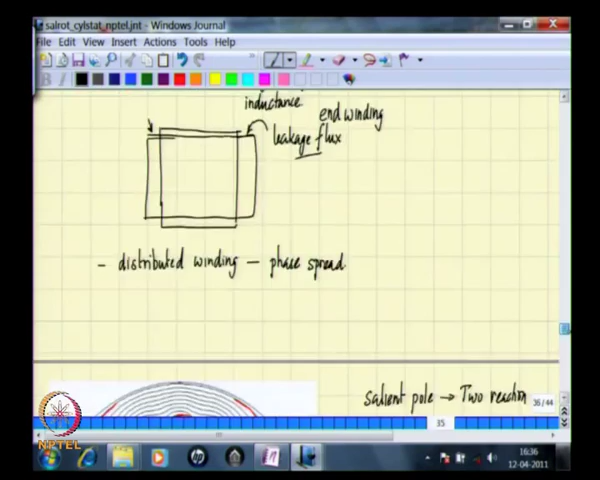 salrot_cylstat_nptel.jnt - Windows Journal
File Edit View Insert Actions Tools Help
inductance
end winding
leakage flux
- distributed winding - phase spread
salient pole → Two reaction
36/44
35
NPTEL
16:36
12-04-2011